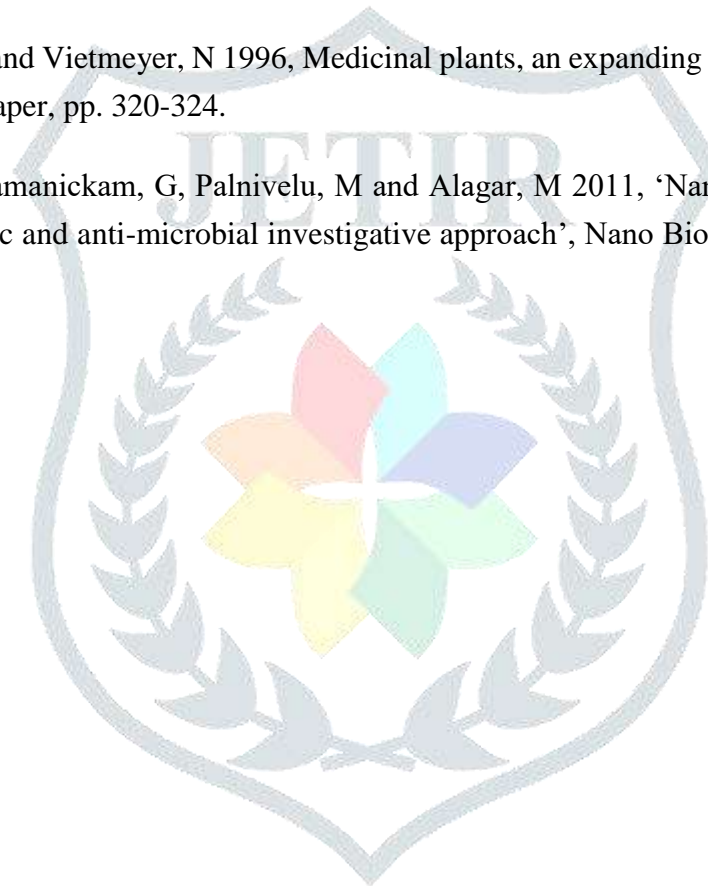 and Vietmeyer, N 1996, Medicinal plants, an expanding
aper, pp. 320-324.
JETIR
amanickam, G, Palnivelu, M and Alagar, M 2011, ‘Nan
c and anti-microbial investigative approach’, Nano Bio